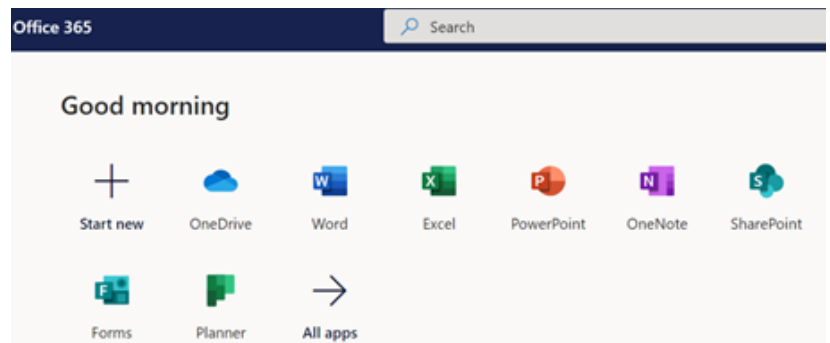 Office 365
Search
Good morning
Start new
OneDrive
W
Word
X
Excel
P
PowerPoint
N
OneNote
S
SharePoint
F
Forms
Planner
All apps